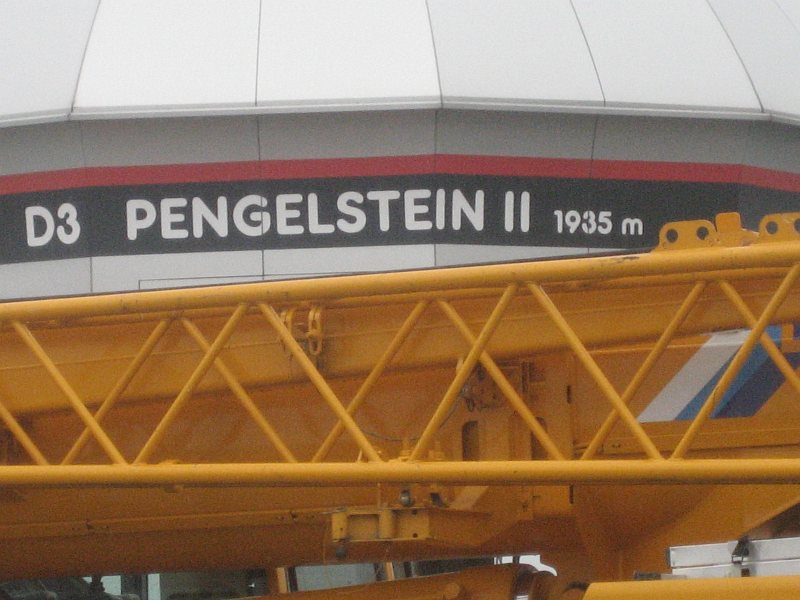 D3 PENGELSTEIN II 1935 m